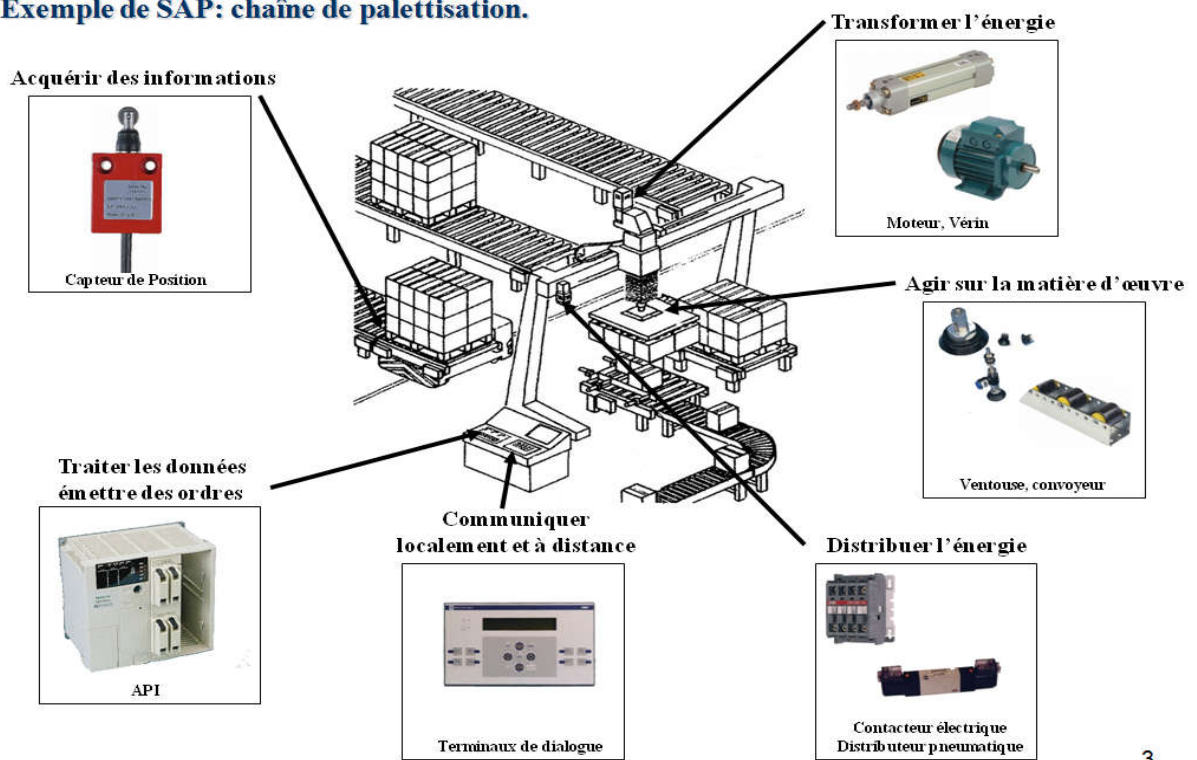 Exemple de SAP: chaîne de palettisation.
Transformer l'énergie
Moteur, Vérin
Acquérir des informations
Capteur de Position
Agir sur la matière d'œuvre
Ventouse, convoyeur
Traiter les données
émettre des ordres
API
Communiquer
localement et à distance
Terminaux de dialogue
Distribuer l'énergie
Contacteur électrique
Distributeur pneumatique
3